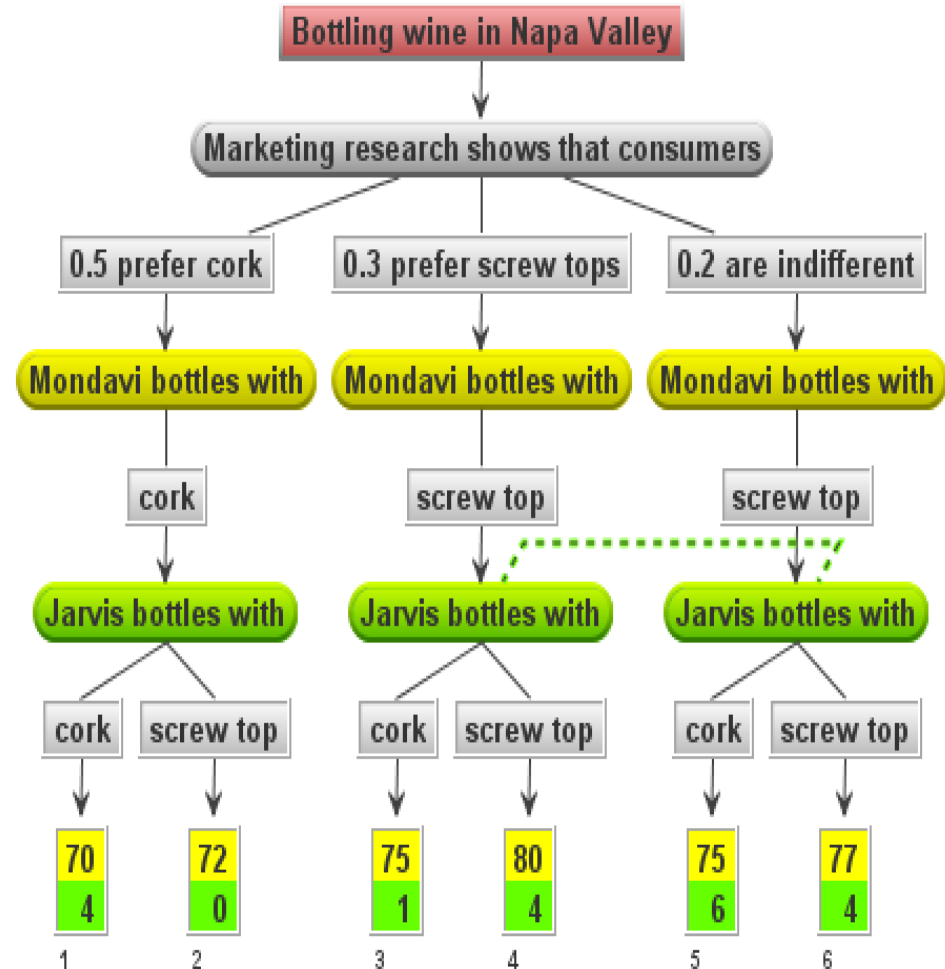 Bottling wine in Napa Valley
Marketing research shows that consumers
0.5 prefer cork 0.3 prefer screw tops 0.2 are indifferent
Mondavi bottles with Mondavi bottles with Mondavi bottles with
cork screw top screw top
Jarvis bottles with Jarvis bottles with Jarvis bottles with
cork screw top cork screw top cork screw top
70 72 75 80 75 77
4 0 1 4 6 4
1 2 3 4 5 6